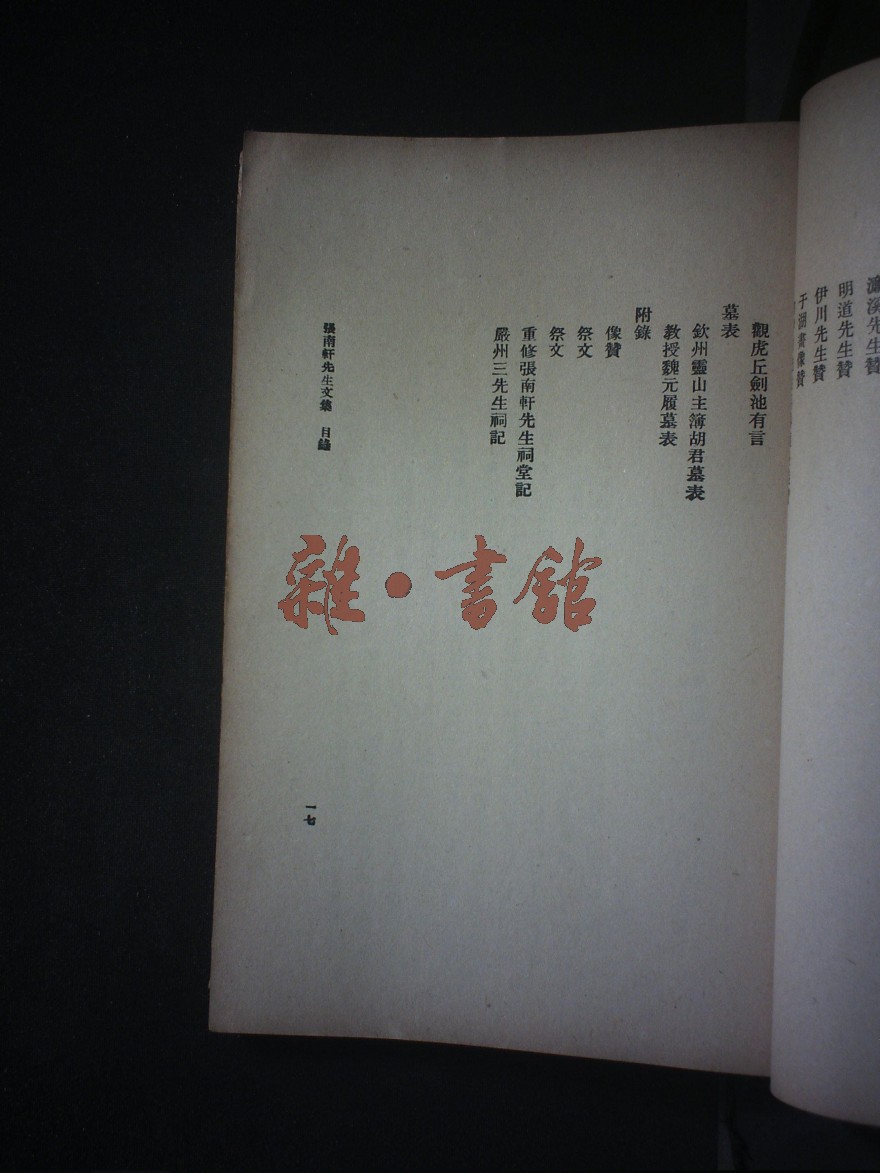 濂溪先生贊
明道先生贊
伊川先生贊
于湖畫像贊
觀虎丘劍池有言
墓表
欽州靈山主簿胡君墓表
教授魏元履墓表
附錄
像贊
祭文
祭文
重修張南軒先生祠堂記
嚴州三先生祠記
張南軒先生文集 目錄
一七
雜·書館